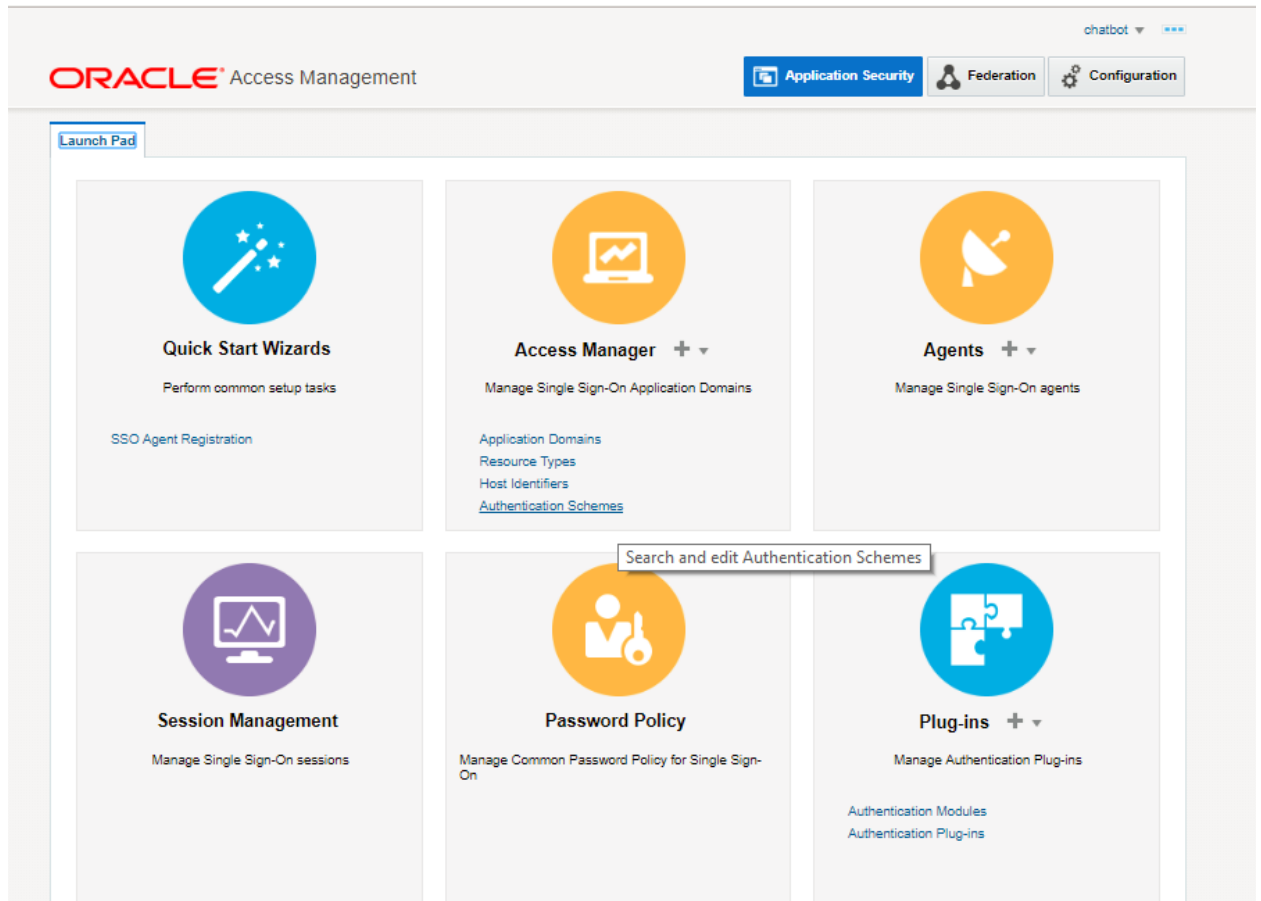 chatbot
ORACLE Access Management
Application Security
Federation
Configuration
Launch Pad
Quick Start Wizards
Perform common setup tasks
SSO Agent Registration
Access Manager
Manage Single Sign-On Application Domains
Application Domains
Resource Types
Host Identifiers
Authentication Schemes
Agents
Manage Single Sign-On agents
Search and edit Authentication Schemes
Session Management
Manage Single Sign-On sessions
Password Policy
Manage Common Password Policy for Single Sign-
On
Plug-ins
Manage Authentication Plug-ins
Authentication Modules
Authentication Plug-ins